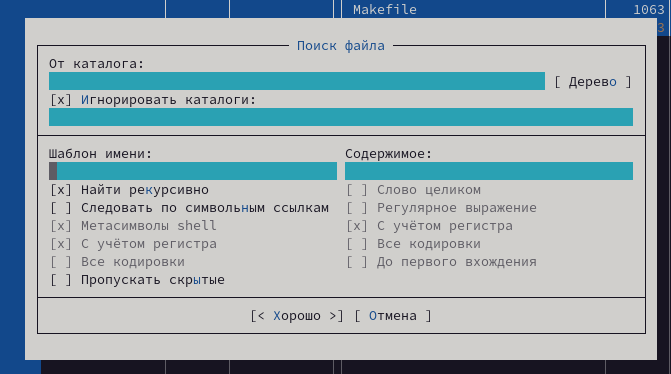 Makefile 1063
3
Поиск файла
От каталога:
[ Дерево ]
[x] Игнорировать каталоги:
Шаблон имени: Содержимое:
[x] Найти рекурсивно [ ] Слово целиком
[ ] Следовать по символьным ссылкам [ ] Регулярное выражение
[x] Метасимволы shell [x] С учётом регистра
[x] С учётом регистра [ ] Все кодировки
[ ] Все кодировки [ ] До первого вхождения
[ ] Пропускать скрытые
[< Хорошо >] [ Отмена ]